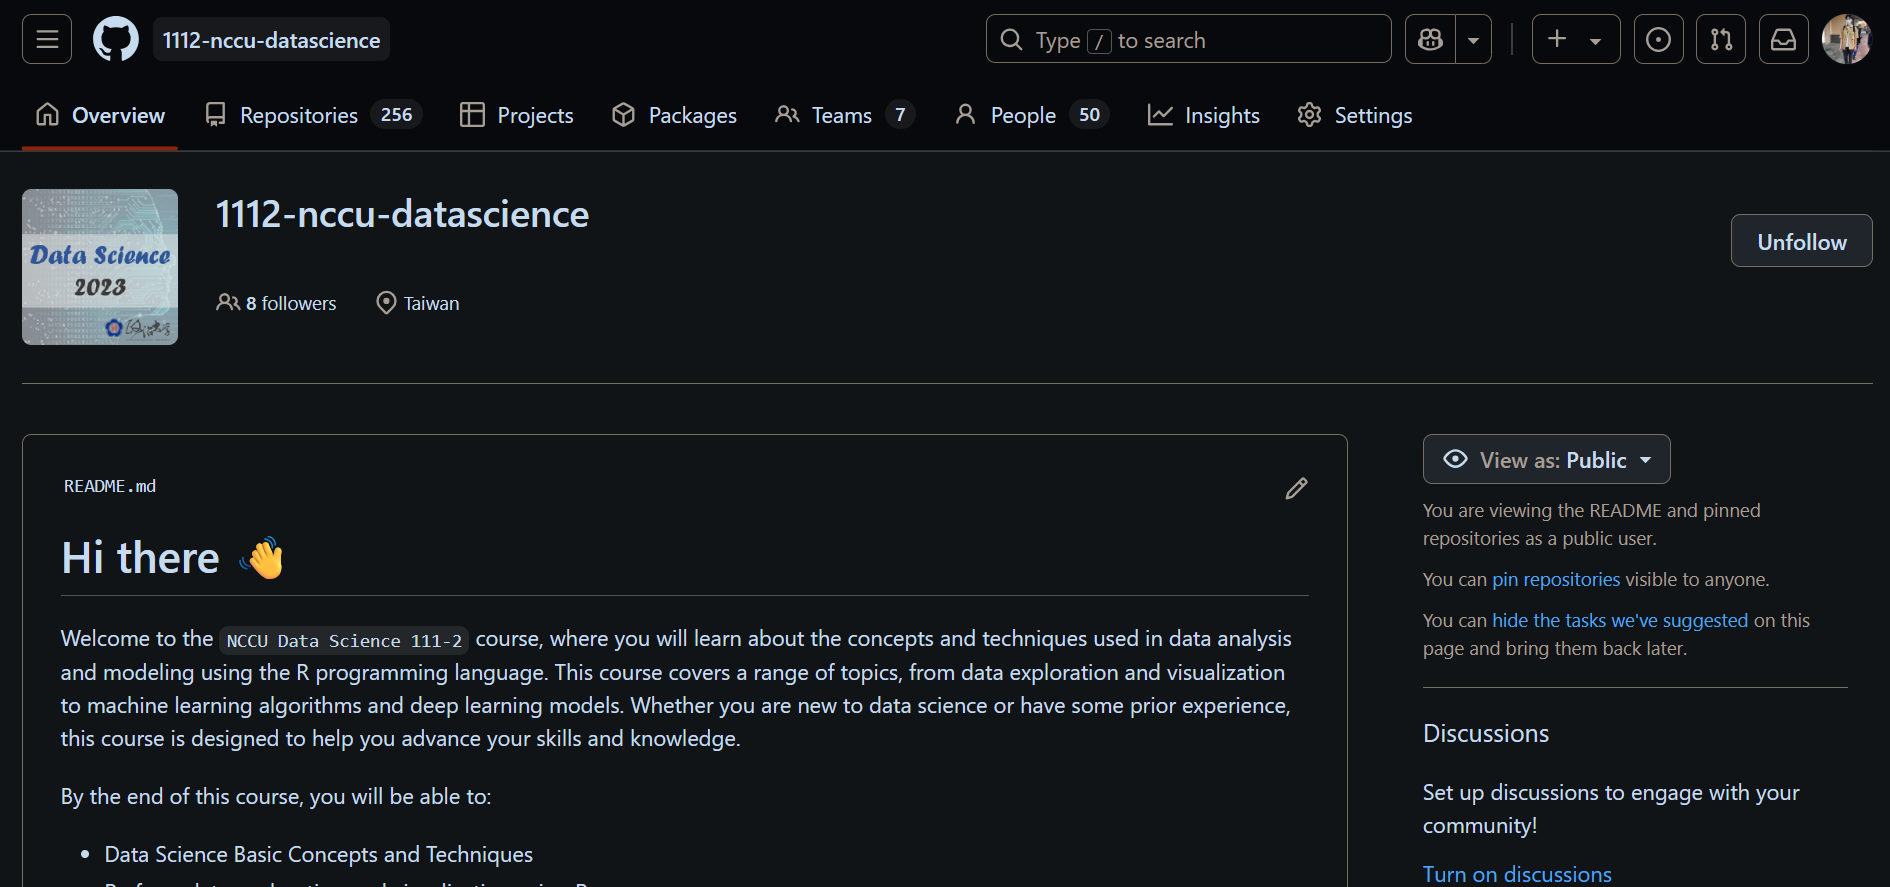 1112-nccu-datascience
Type / to search
Overview
Repositories 256
Projects
Packages
Teams 7
People 50
Insights
Settings
Data Science
2023
1112-nccu-datascience
8 followers
Taiwan
Unfollow
README.md
Hi there 👋
Welcome to the NCCU Data Science 111-2 course, where you will learn about the concepts and techniques used in data analysis
and modeling using the R programming language. This course covers a range of topics, from data exploration and visualization
to machine learning algorithms and deep learning models. Whether you are new to data science or have some prior experience,
this course is designed to help you advance your skills and knowledge.
By the end of this course, you will be able to:
• Data Science Basic Concepts and Techniques
View as: Public
You are viewing the README and pinned
repositories as a public user.
You can pin repositories visible to anyone.
You can hide the tasks we've suggested on this
page and bring them back later.
Discussions
Set up discussions to engage with your
community!
Turn on discussions